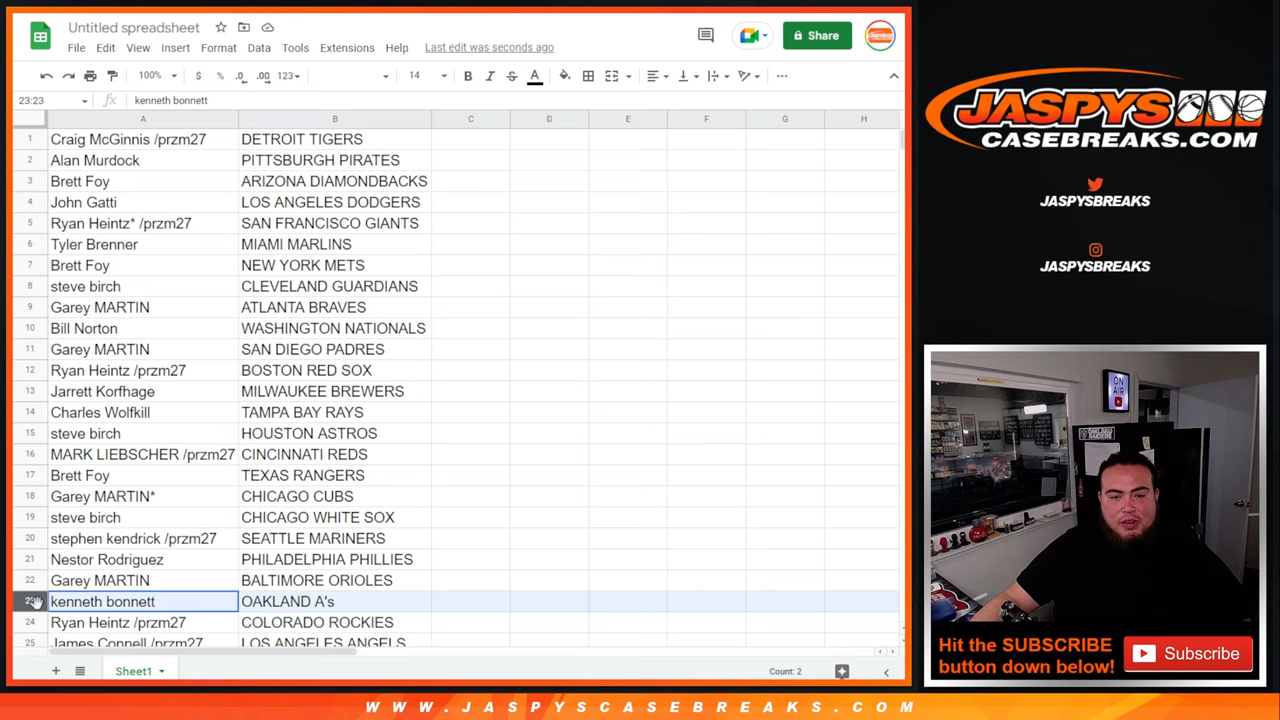 Untitled spreadsheet
File Edit View Insert Format Data Tools Extensions Help Last edit was seconds ago
Share
100% $ % .0 .00 123 14 B I S A
23:23 fx kenneth bonnett
A B C D E F G H
1 Craig McGinnis /przm27 DETROIT TIGERS
2 Alan Murdock PITTSBURGH PIRATES
3 Brett Foy ARIZONA DIAMONDBACKS
4 John Gatti LOS ANGELES DODGERS
5 Ryan Heintz* /przm27 SAN FRANCISCO GIANTS
6 Tyler Brenner MIAMI MARLINS
7 Brett Foy NEW YORK METS
8 steve birch CLEVELAND GUARDIANS
9 Garey MARTIN ATLANTA BRAVES
10 Bill Norton WASHINGTON NATIONALS
11 Garey MARTIN SAN DIEGO PADRES
12 Ryan Heintz /przm27 BOSTON RED SOX
13 Jarrett Korfhage MILWAUKEE BREWERS
14 Charles Wolfkill TAMPA BAY RAYS
15 steve birch HOUSTON ASTROS
16 MARK LIEBSCHER /przm27 CINCINNATI REDS
17 Brett Foy TEXAS RANGERS
18 Garey MARTIN* CHICAGO CUBS
19 steve birch CHICAGO WHITE SOX
20 stephen kendrick /przm27 SEATTLE MARINERS
21 Nestor Rodriguez PHILADELPHIA PHILLIES
22 Garey MARTIN BALTIMORE ORIOLES
kenneth bonnett OAKLAND A's
24 Ryan Heintz /przm27 COLORADO ROCKIES
25 James Connell /przm27 LOS ANGELES ANGELS
Sheet1
Count: 2
JASPYS
CASEBREAKS.COM
JASPYSBREAKS
JASPYSBREAKS
ON
AIR
Hit the SUBSCRIBE
button down below!
Subscribe
WWW.JASPYSCASEBREAKS.COM